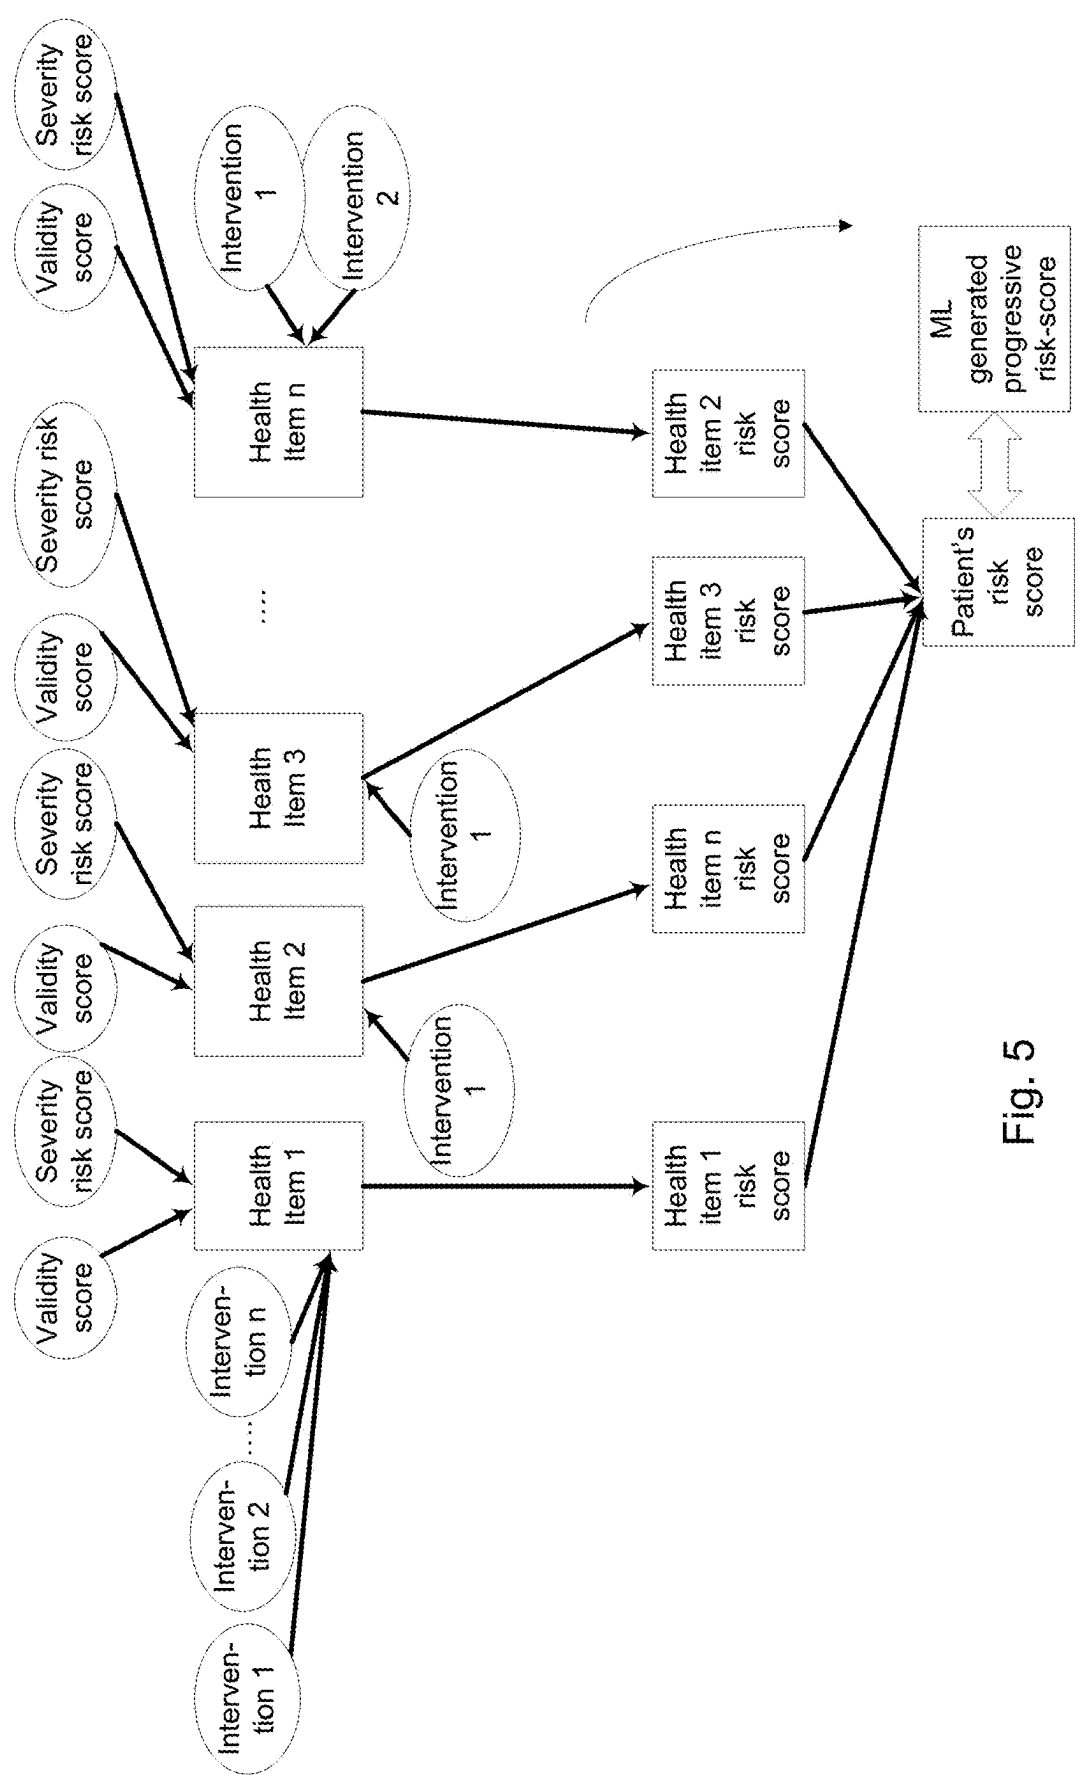 Validity
score
Severity
risk score
Validity
score
Severity
risk score
Validity
score
Severity risk
score
Validity
score
Severity
risk score
Interven-
tion 1
Interven-
tion 2
....
Interven-
tion n
Health
Item 1
Health
Item 2
Health
Item 3
....
Health
Item n
Intervention
1
Intervention
2
Intervention
1
Intervention
1
Health
item 1
risk
score
Health
item n
risk
score
Health
item 3
risk
score
Health
item 2
risk
score
Patient's
risk
score
ML
generated
progressive
risk-score
Fig. 5